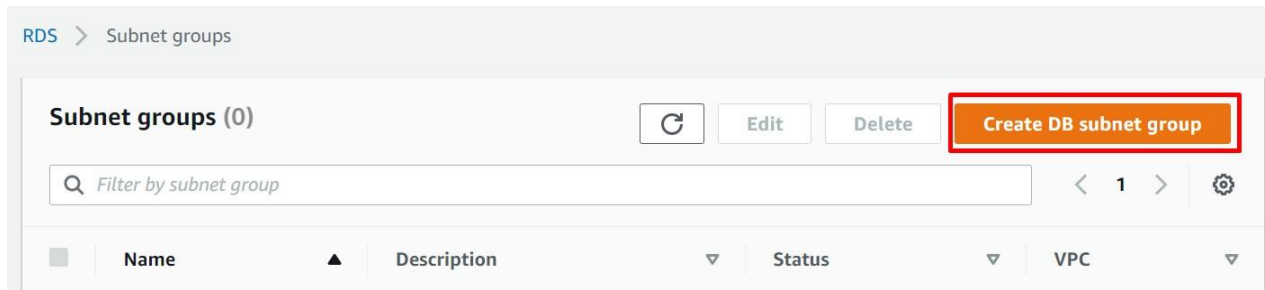 RDS > Subnet groups
Subnet groups (0) Edit Delete Create DB subnet group
Filter by subnet group < 1 >
Name Description Status VPC